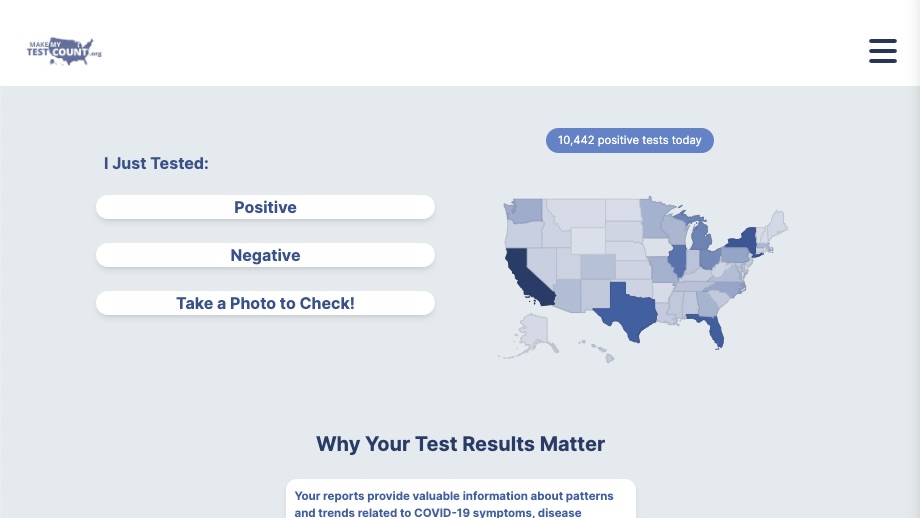 MAKE MY
TEST COUNT.org
10,442 positive tests today
I Just Tested:
Positive
Negative
Take a Photo to Check!
Why Your Test Results Matter
Your reports provide valuable information about patterns
and trends related to COVID-19 symptoms, disease